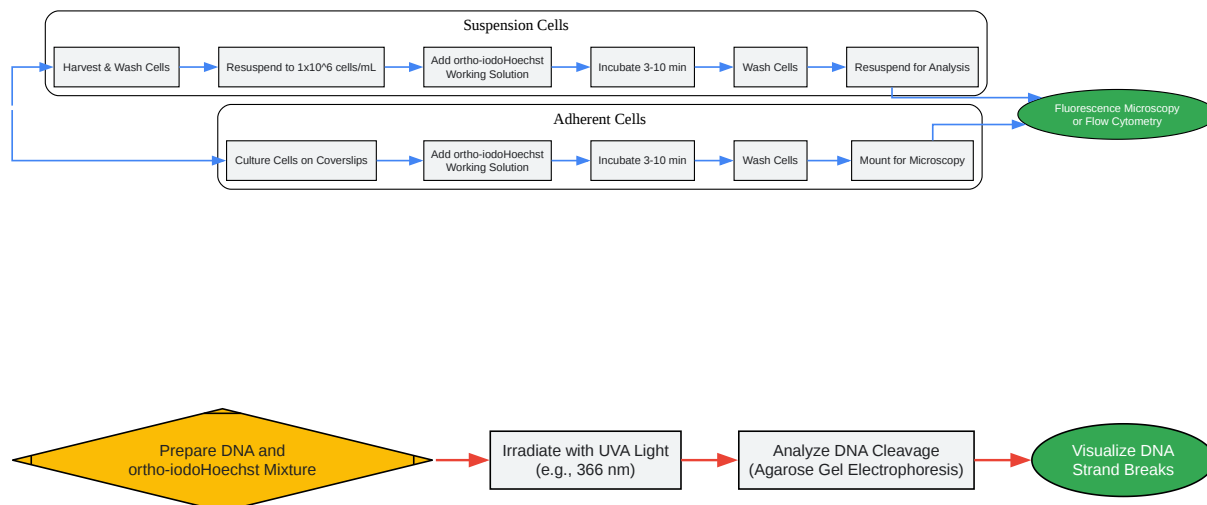 Suspension Cells
Harvest & Wash Cells
Resuspend to 1x10^6 cells/mL
Add ortho-iodoHoechst
Working Solution
Incubate 3-10 min
Wash Cells
Resuspend for Analysis
Fluorescence Microscopy
or Flow Cytometry
Adherent Cells
Culture Cells on Coverslips
Add ortho-iodoHoechst
Working Solution
Incubate 3-10 min
Wash Cells
Mount for Microscopy
Prepare DNA and
ortho-iodoHoechst Mixture
Irradiate with UVA Light
(e.g., 366 nm)
Analyze DNA Cleavage
(Agarose Gel Electrophoresis)
Visualize DNA
Strand Breaks